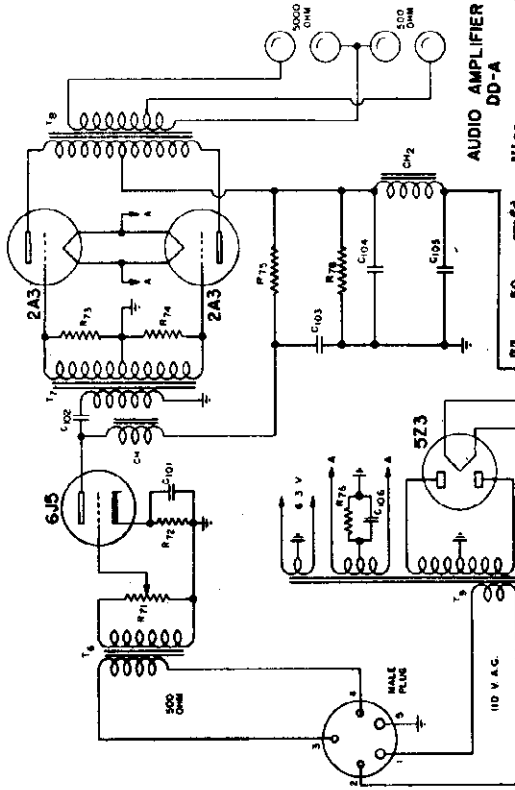 AUDIO AMPLIFIER
DD-A
5000
OHM
500
OHM
T8
2A3
2A3
A
A
R73
R74
T7
C102
CH
6J5
C101
R72
R71
T6
500
OHM
R75
C103
R78
C104
CH2
C105
5Z3
6.3 V
A
A
R76
C106
T9
110 V. A.C.
MALE
PLUG
1
2
3
4
5